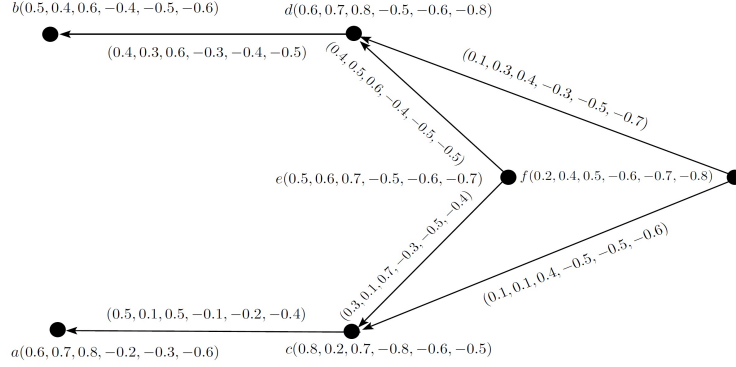 b(0.5, 0.4, 0.6, −0.4, −0.5, −0.6)
d(0.6, 0.7, 0.8, −0.5, −0.6, −0.8)
(0.4, 0.3, 0.6, −0.3, −0.4, −0.5)
(0.1, 0.3, 0.4, −0.3, −0.5, −0.7)
(0.4, 0.5, 0.6, −0.4, −0.5, −0.5)
e(0.5, 0.6, 0.7, −0.5, −0.6, −0.7)
f(0.2, 0.4, 0.5, −0.6, −0.7, −0.8)
(0.3, 0.1, 0.7, −0.3, −0.5, −0.4)
(0.1, 0.1, 0.4, −0.5, −0.5, −0.6)
(0.5, 0.1, 0.5, −0.1, −0.2, −0.4)
a(0.6, 0.7, 0.8, −0.2, −0.3, −0.6)
c(0.8, 0.2, 0.7, −0.8, −0.6, −0.5)